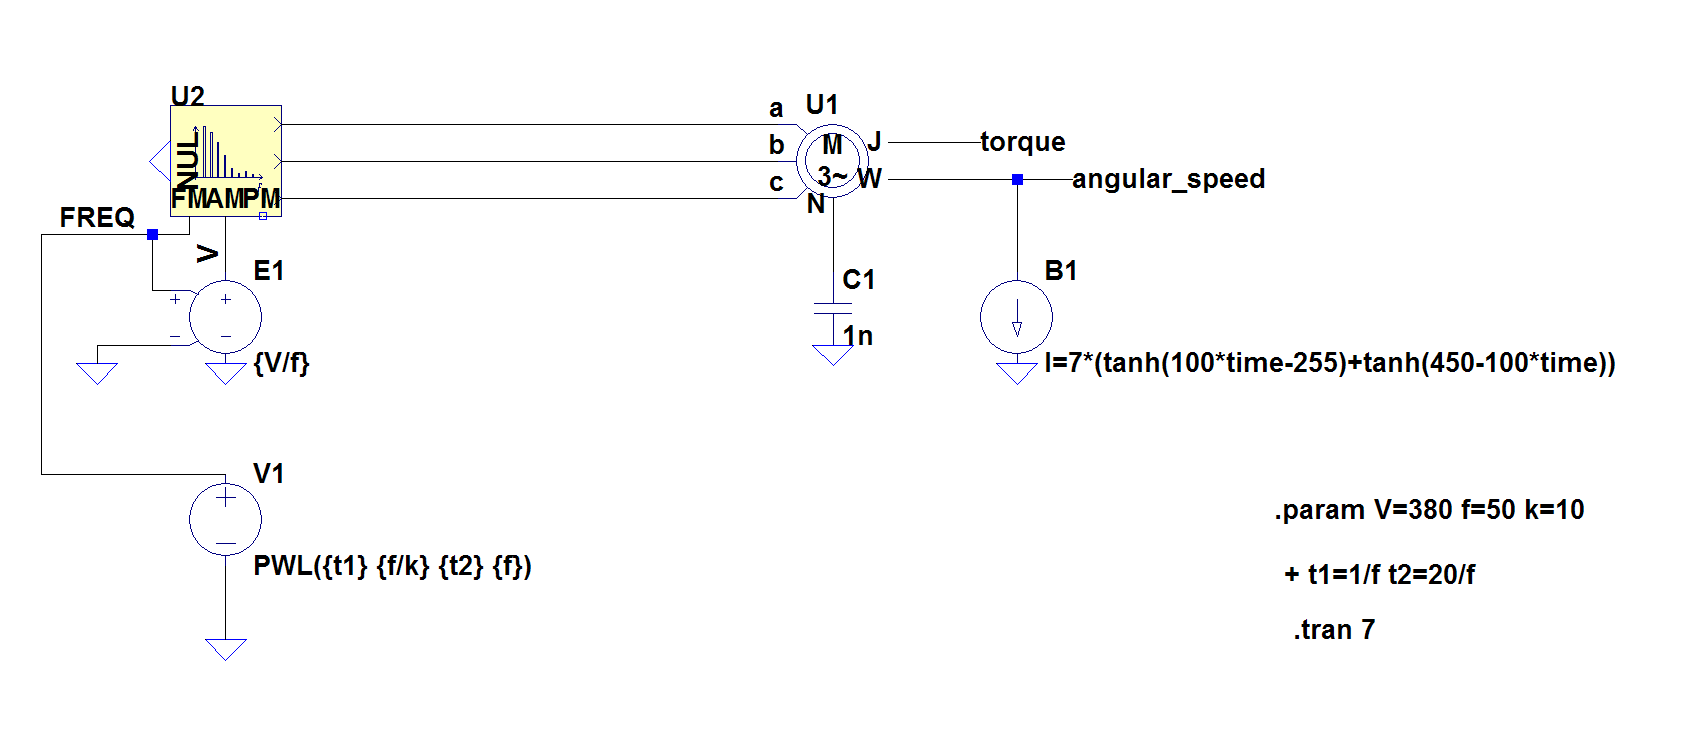 U2
a
U1
b
M
J
torque
NUL
3~
W
angular_speed
c
FM AM PM
N
FREQ
V
E1
B1
C1
1n
{V/f}
I=7*(tanh(100*time-255)+tanh(450-100*time))
V1
.param V=380 f=50 k=10
PWL({t1} {f/k} {t2} {f})
+ t1=1/f t2=20/f
.tran 7